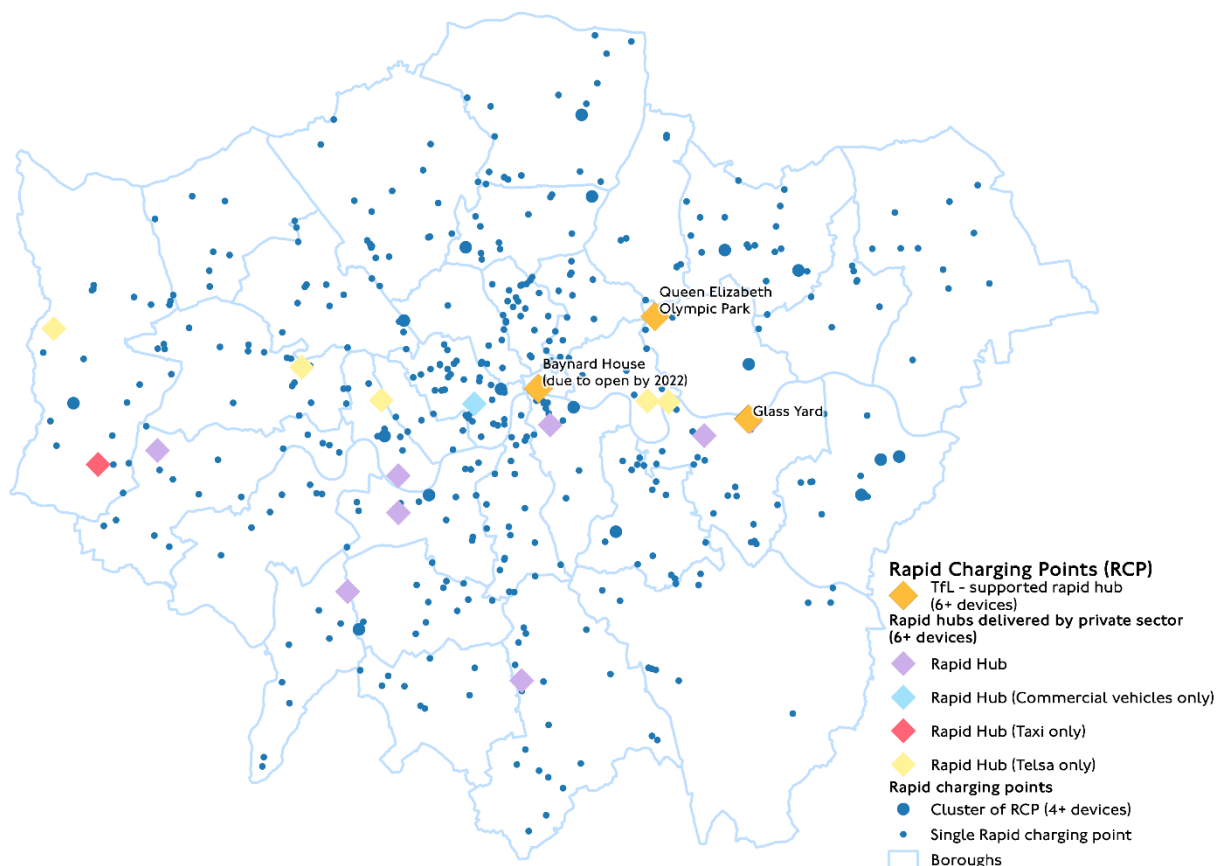 Queen Elizabeth
Olympic Park
Baynard House
(due to open by 2022)
Glass Yard
Rapid Charging Points (RCP)
TfL - supported rapid hub
(6+ devices)
Rapid hubs delivered by private sector
(6+ devices)
Rapid Hub
Rapid Hub (Commercial vehicles only)
Rapid Hub (Taxi only)
Rapid Hub (Telsa only)
Rapid charging points
Cluster of RCP (4+ devices)
Single Rapid charging point
Boroughs